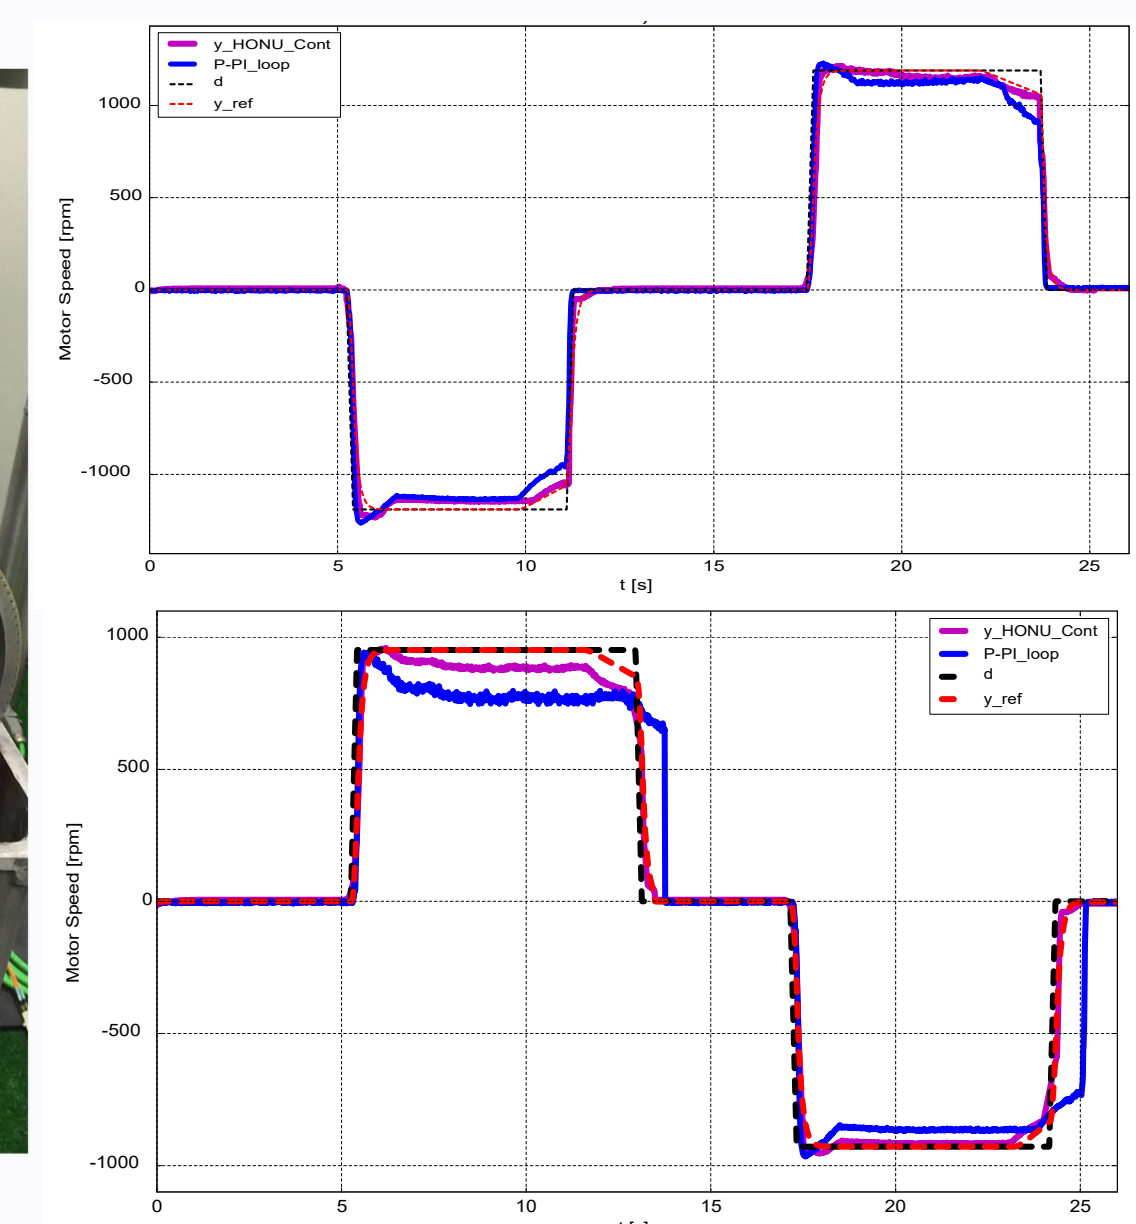 y_HONU_Cont
P-PI_loop
d
y_ref
1000
500
0
-500
-1000
Motor Speed [rpm]
0 5 10 15 20 25
t [s]
y_HONU_Cont
P-PI_loop
d
y_ref
1000
500
0
-500
-1000
Motor Speed [rpm]
0 5 10 15 20 25